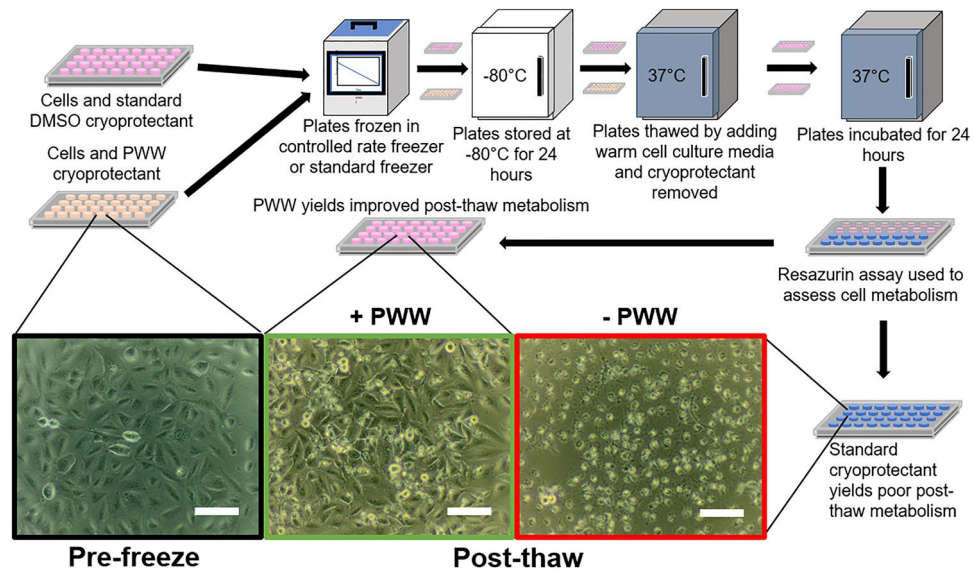 Cells and standard
DMSO cryoprotectant
Cells and PWW
cryoprotectant
Plates frozen in
controlled rate freezer
or standard freezer
-80°C
Plates stored at
-80°C for 24
hours
37°C
Plates thawed by adding
warm cell culture media
and cryoprotectant
removed
37°C
Plates incubated for 24
hours
PWW yields improved post-thaw metabolism
Resazurin assay used to
assess cell metabolism
+ PWW
- PWW
Standard
cryoprotectant
yields poor post-
thaw metabolism
Pre-freeze
Post-thaw